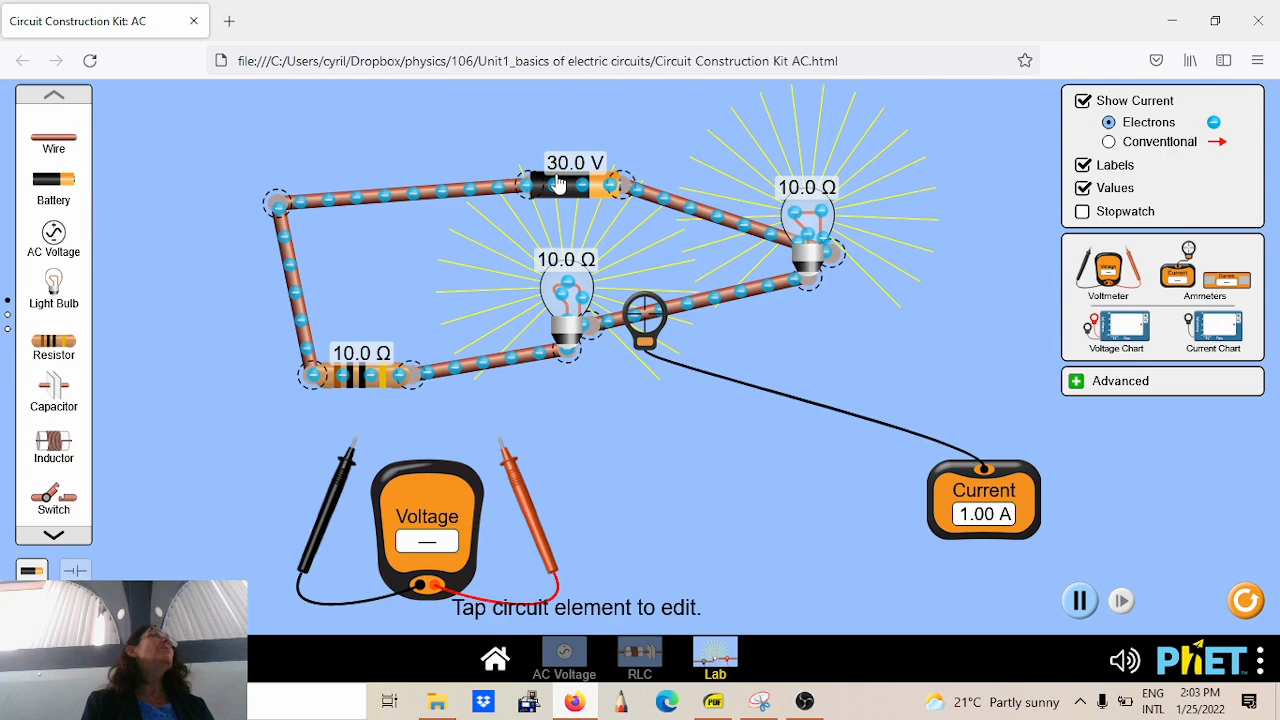 Circuit Construction Kit: AC
file:///C:/Users/cyril/Dropbox/physics/106/Unit1_basics of electric circuits/Circuit Construction Kit AC.html
Wire
Battery
AC Voltage
Light Bulb
Resistor
Capacitor
Inductor
Switch
30.0 V
10.0 Ω
10.0 Ω
10.0 Ω
Voltage
—
Current
1.00 A
Tap circuit element to edit.
Show Current
Electrons
Conventional
Labels
Values
Stopwatch
Voltmeter
Ammeters
Voltage Chart
Current Chart
Advanced
AC Voltage
RLC
Lab
PhET
PDF
21°C Partly sunny
ENG
INTL
2:03 PM
1/25/2022